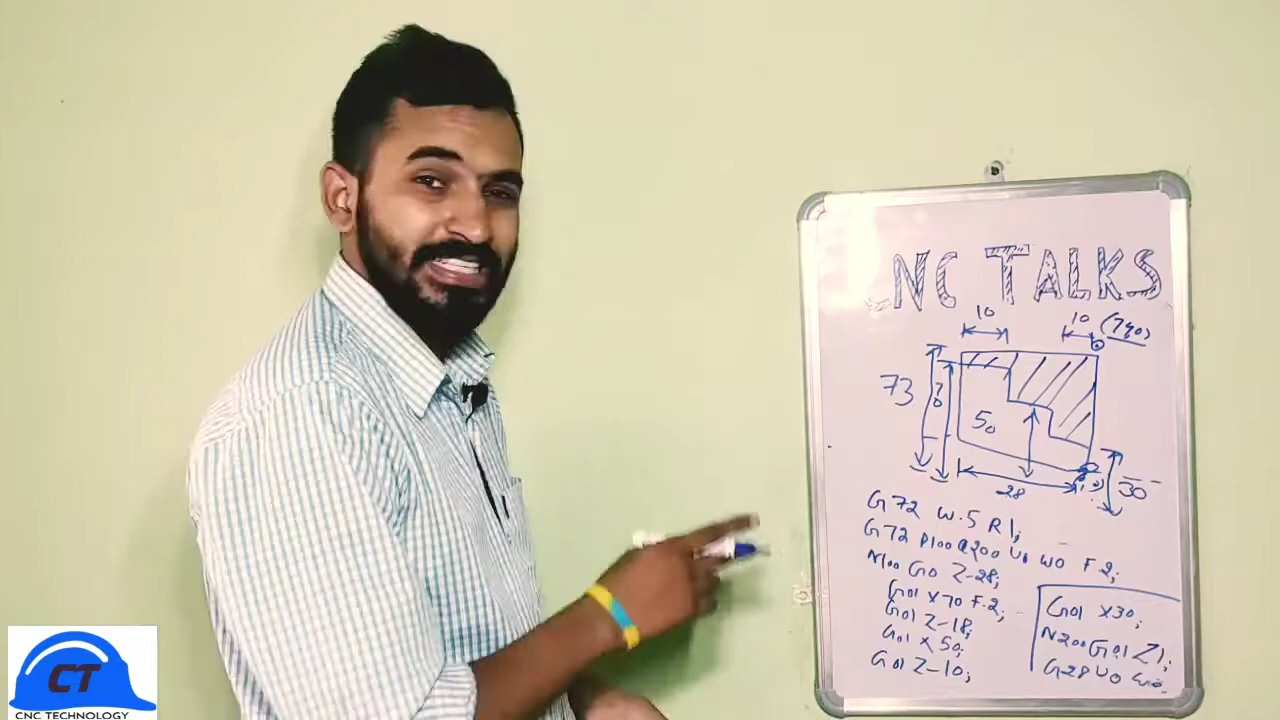 CNC TALKS
10
10 (740)
73
70
50
28
30
G72 W.5 R1;
G72 P100 Q200 U0 W0 F.2;
N100 G0 Z-28;
G01 X70 F.2;
G01 Z-18;
G01 X50;
G01 Z-10;
G01 X30;
N200 G01 Z1;
G28 U0 W0;
CT
CNC TECHNOLOGY